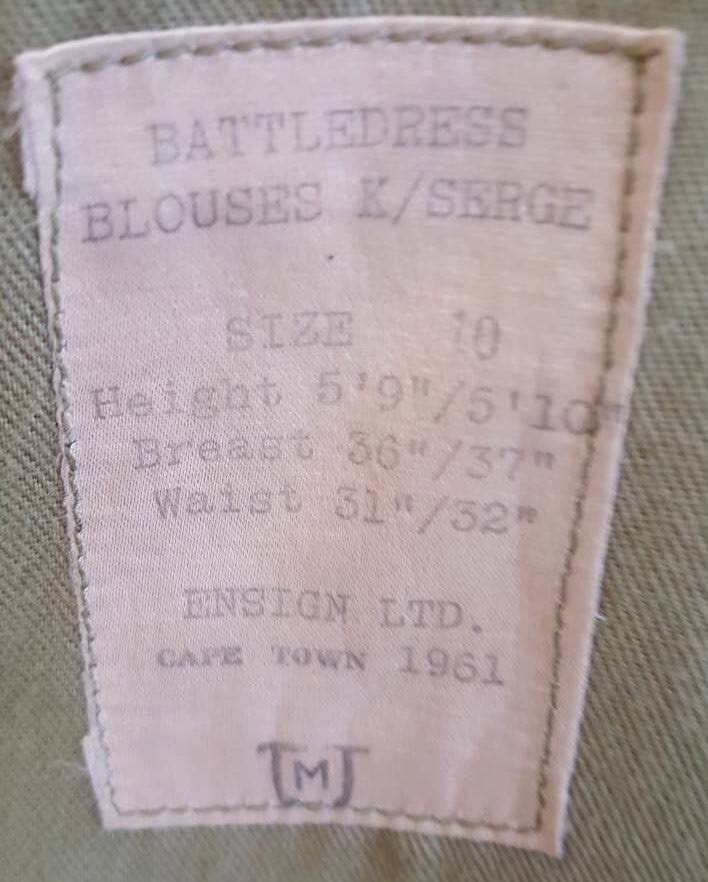 BATTLEDRESS
BLOUSES K/SERGE
SIZE 10
Height 5'9"/5'10"
Breast 36"/37"
Waist 31"/32"
ENSIGN LTD.
CAPE TOWN 1961
[M]